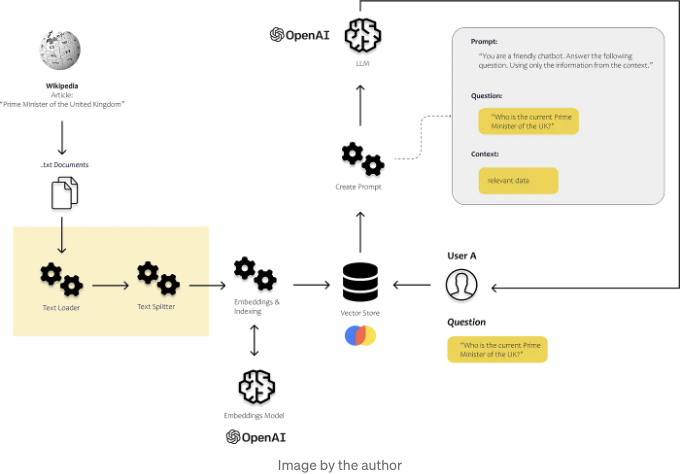 OpenAI
LLM
Wikipedia
Article:
"Prime Minister of the United Kingdom"
..txt Documents
Text Loader
Text Splitter
Embeddings &
Indexing
Embeddings Model
OpenAI
Vector Store
Create Prompt
Prompt:
"You are a friendly chatbot. Answer the following
question. Using only the information from the context."
Question:
"Who is the current Prime
Minister of the UK?"
Context:
relevant data
User A
Question
"Who is the current Prime
Minister of the UK?"
Image by the author